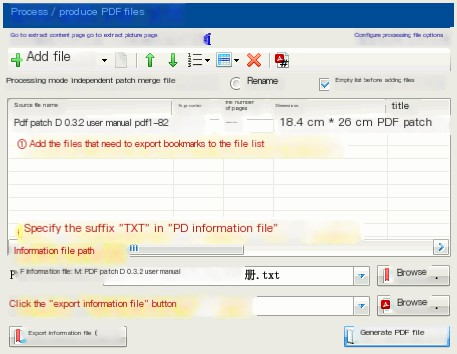 Process / produce PDF files
Go to extract content page go to extract picture page
Configure processing file options
Add file
Processing mode independent patch merge file
Rename
Empty list before adding files
Source file name
the number of pages
Dimensions
title
Pdf patch D 0.3.2 user manual pdf1-82
18.4 cm * 26 cm PDF patch
① Add the files that need to export bookmarks to the file list
Specify the suffix "TXT" in "PD information file"
Information file path
F information file: M: PDF patch D 0.3.2 user manual
册.txt
Browse
Click the "export information file" button
Browse
Export information file (
Generate PDF file